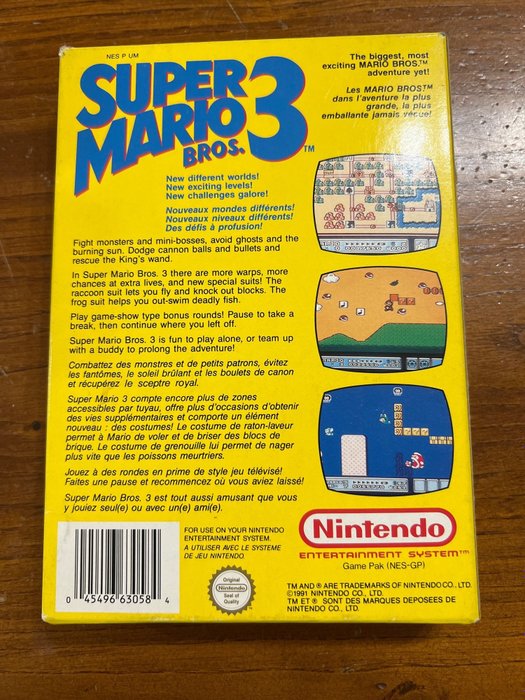 NES P UM
SUPER
MARIO
BROS. 3™
The biggest, most
exciting MARIO BROS.™
adventure yet!
Les MARIO BROS™
dans l'aventure la plus
grande, la plus
emballante jamais vécue!
New different worlds!
New exciting levels!
New challenges galore!
Nouveaux mondes différents!
Nouveaux niveaux différents!
Des défis à profusion!
Fight monsters and mini-bosses, avoid ghosts and the
burning sun. Dodge cannon balls and bullets and
rescue the King's wand.
In Super Mario Bros. 3 there are more warps, more
chances at extra lives, and new special suits! The
raccoon suit lets you fly and knock out blocks. The
frog suit helps you out-swim deadly fish.
Play game-show type bonus rounds! Pause to take a
break, then continue where you left off.
Super Mario Bros. 3 is fun to play alone, or team up
with a buddy to prolong the adventure!
Combattez des monstres et de petits patrons, évitez
les fantômes, le soleil brûlant et les boulets de canon
et récupérez le sceptre royal.
Super Mario 3 compte encore plus de zones
accessibles par tuyau, offre plus d'occasions d'obtenir
des vies supplémentaires et comporte un élément
nouveau : des costumes! Le costume de raton-laveur
permet à Mario de voler et de briser des blocs de
brique. Le costume de grenouille lui permet de nager
plus vite que les poissons meurtriers.
Jouez à des rondes en prime de style jeu télévisé!
Faites une pause et recommencez où vous aviez laissé!
Super Mario Bros. 3 est tout aussi amusant que vous
y jouiez seul(e) ou avec un(e) ami(e).
FOR USE ON YOUR NINTENDO
ENTERTAINMENT SYSTEM.
A UTILISER AVEC LE SYSTEME
DE JEU NINTENDO.
0 45496 63058 4
Original
Nintendo
Seal of
Quality
Nintendo
ENTERTAINMENT SYSTEM™
Game Pak (NES-GP)
TM AND ® ARE TRADEMARKS OF NINTENDO CO., LTD.
©1991 NINTENDO CO., LTD.
TM ET ® SONT DES MARQUES DEPOSEES DE
NINTENDO CO., LTD.